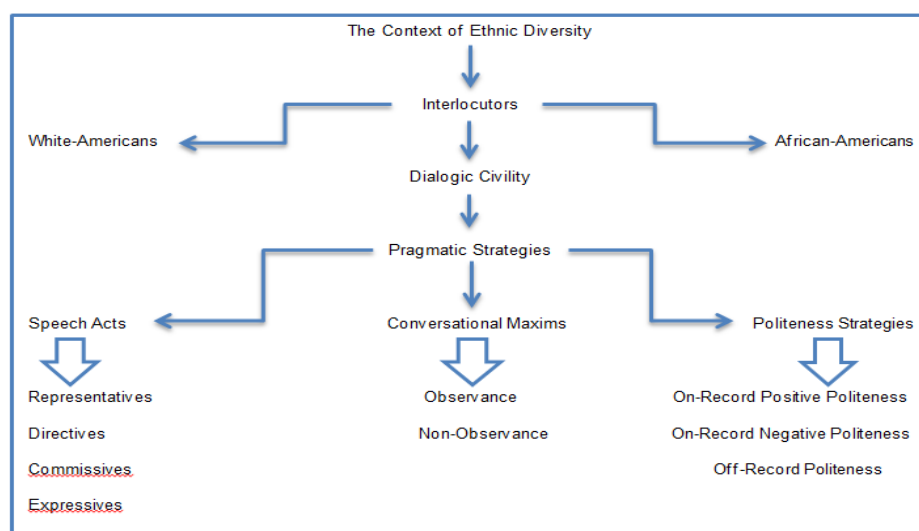 The Context of Ethnic Diversity
Interlocutors
White-Americans
African-Americans
Dialogic Civility
Pragmatic Strategies
Speech Acts
Conversational Maxims
Politeness Strategies
Representatives
Observance
On-Record Positive Politeness
Directives
Non-Observance
On-Record Negative Politeness
Commissives
Off-Record Politeness
Expressives